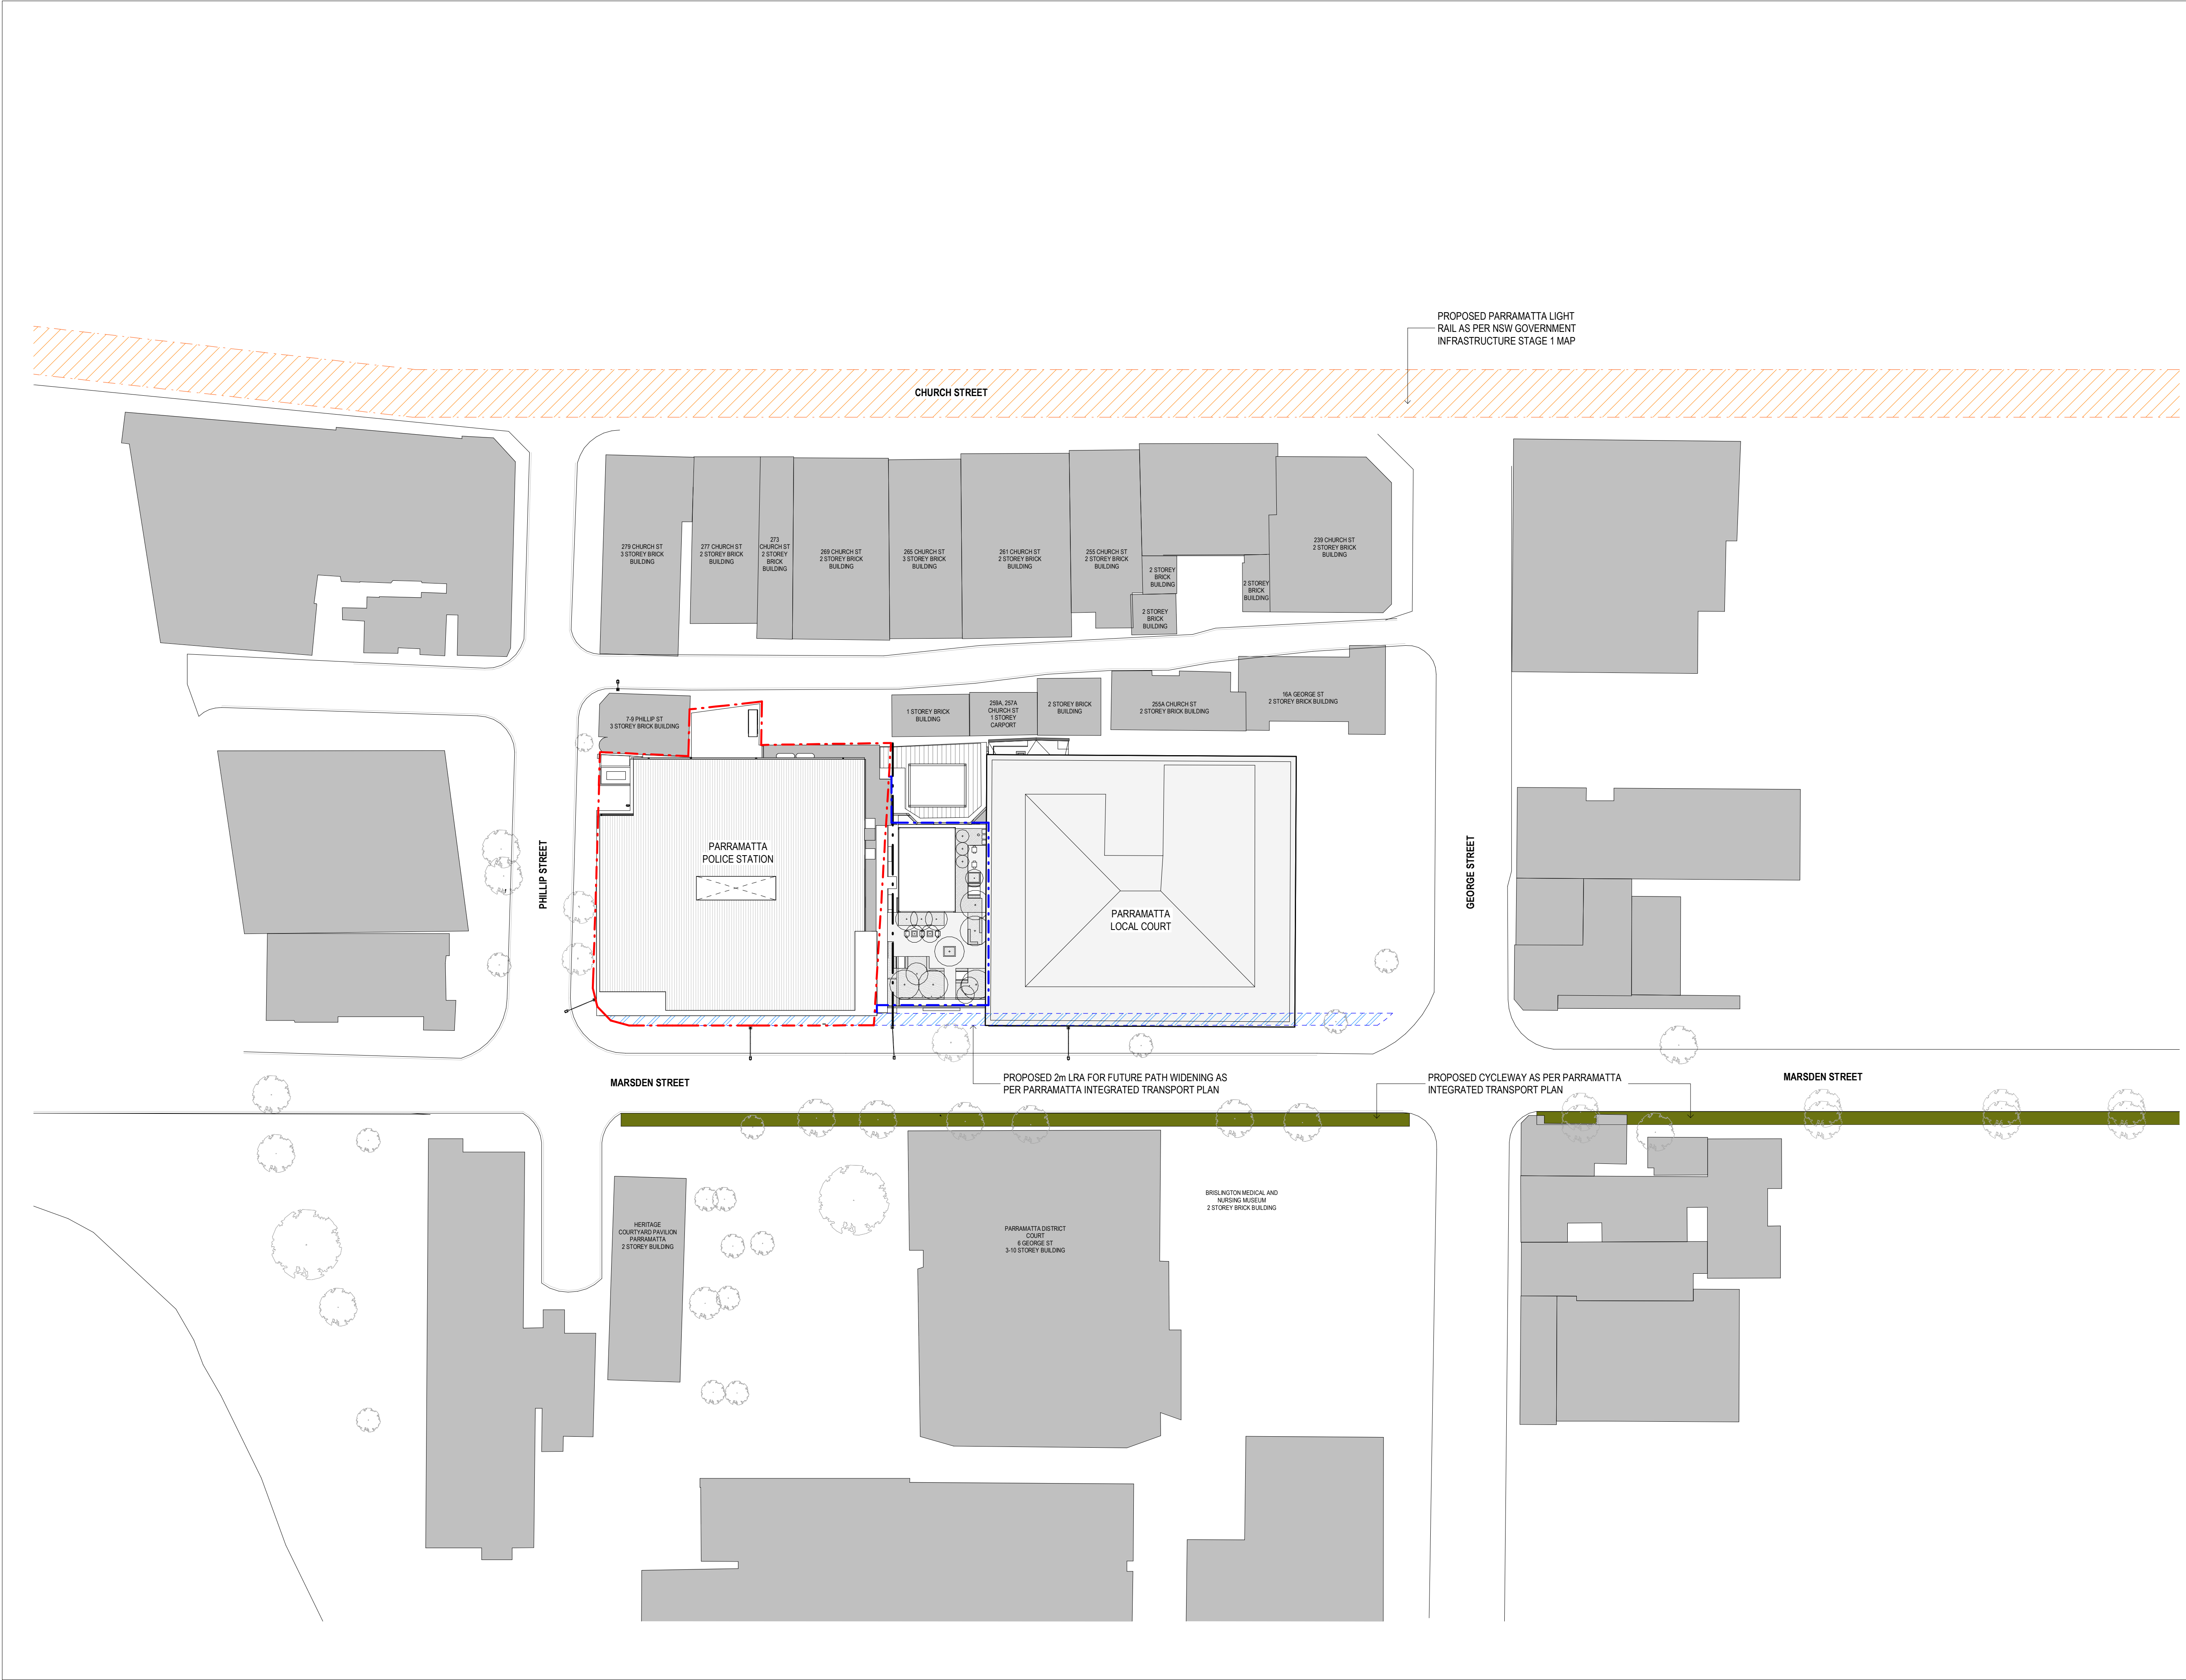 PROPOSED PARRAMATTA LIGHT
RAIL AS PER NSW GOVERNMENT
INFRASTRUCTURE STAGE 1 MAP
CHURCH STREET
279 CHURCH ST
3 STOREY BRICK
BUILDING
277 CHURCH ST
2 STOREY BRICK
BUILDING
273
CHURCH ST
2 STOREY
BRICK
BUILDING
269 CHURCH ST
2 STOREY BRICK
BUILDING
265 CHURCH ST
3 STOREY BRICK
BUILDING
261 CHURCH ST
2 STOREY BRICK
BUILDING
255 CHURCH ST
2 STOREY BRICK
BUILDING
2 STOREY
BRICK
BUILDING
2 STOREY
BRICK
BUILDING
2 STOREY
BRICK
BUILDING
239 CHURCH ST
2 STOREY BRICK
BUILDING
7-9 PHILLIP ST
3 STOREY BRICK BUILDING
1 STOREY BRICK
BUILDING
259A, 257A
CHURCH ST
1 STOREY
CARPORT
2 STOREY BRICK
BUILDING
255A CHURCH ST
2 STOREY BRICK BUILDING
16A GEORGE ST
2 STOREY BRICK BUILDING
PHILLIP STREET
PARRAMATTA
POLICE STATION
PARRAMATTA
LOCAL COURT
GEORGE STREET
MARSDEN STREET
PROPOSED 2m LRA FOR FUTURE PATH WIDENING AS
PER PARRAMATTA INTEGRATED TRANSPORT PLAN
PROPOSED CYCLEWAY AS PER PARRAMATTA
INTEGRATED TRANSPORT PLAN
MARSDEN STREET
HERITAGE
COURTYARD PAVILION
PARRAMATTA
2 STOREY BUILDING
PARRAMATTA DISTRICT
COURT
6 GEORGE ST
3-10 STOREY BUILDING
BRISLINGTON MEDICAL AND
NURSING MUSEUM
2 STOREY BRICK BUILDING